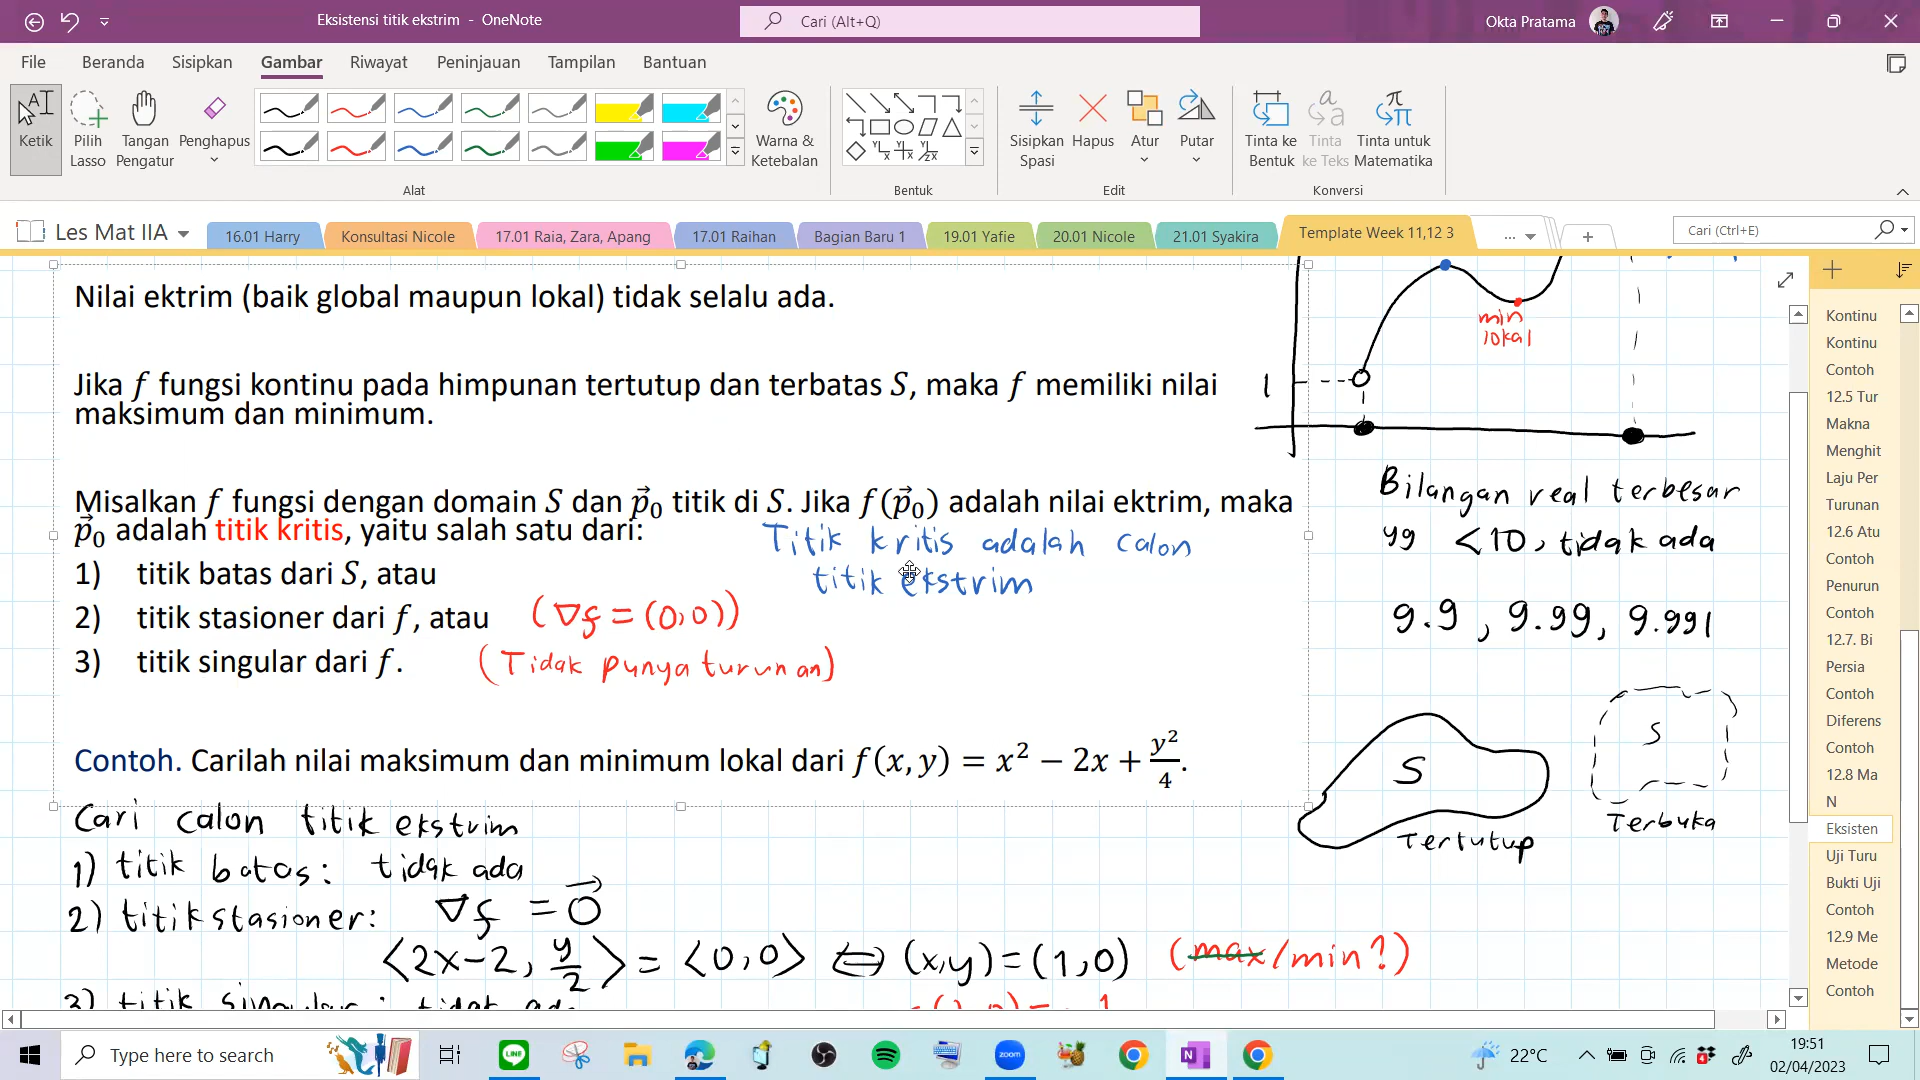 Eksistensi titik ekstrim - OneNote
Cari (Alt+Q)
Okta Pratama
File Beranda Sisipkan Gambar Riwayat Peninjauan Tampilan Bantuan
Ketik
Pilih Lasso
Tangan Pengatur
Penghapus
Warna & Ketebalan
Sisipkan Spasi
Hapus
Atur
Putar
Tinta ke Bentuk
Tinta ke Teks
Tinta untuk Matematika
Alat
Bentuk
Edit
Konversi
Les Mat IIA
16.01 Harry
Konsultasi Nicole
17.01 Raia, Zara, Apang
17.01 Raihan
Bagian Baru 1
19.01 Yafie
20.01 Nicole
21.01 Syakira
Template Week 11,12 3
...
Cari (Ctrl+E)
Nilai ektrim (baik global maupun lokal) tidak selalu ada.
Jika f fungsi kontinu pada himpunan tertutup dan terbatas S, maka f memiliki nilai
maksimum dan minimum.
Misalkan f fungsi dengan domain S dan p⃗₀ titik di S. Jika f(p⃗₀) adalah nilai ektrim, maka
p⃗₀ adalah titik kritis, yaitu salah satu dari:
1) titik batas dari S, atau
2) titik stasioner dari f, atau
3) titik singular dari f.
Titik kritis adalah calon
titik ekstrim
(∇f = (0,0))
(Tidak punya turunan)
Contoh. Carilah nilai maksimum dan minimum lokal dari f(x, y) = x² − 2x + y²/4.
Cari calon titik ekstrim
1) titik batas: tidak ada
2) titik stasioner: ∇f = 0⃗
<2x-2, y/2> = <0,0> ⇔ (x,y) = (1,0) (max/min?)
3) titik singular: tidak ada
min
lokal
1
Bilangan real terbesar
yg <10, tidak ada
9.9, 9.99, 9.991
S
Tertutup
S
Terbuka
Kontinu
Kontinu
Contoh
12.5 Tur
Makna
Menghit
Laju Per
Turunan
12.6 Atu
Contoh
Penurun
Contoh
12.7. Bi
Persia
Contoh
Diferens
Contoh
12.8 Ma
N
Eksisten
Uji Turu
Bukti Uji
Contoh
12.9 Me
Metode
Contoh
Type here to search
LINE
zoom
N
22°C
19:51
02/04/2023